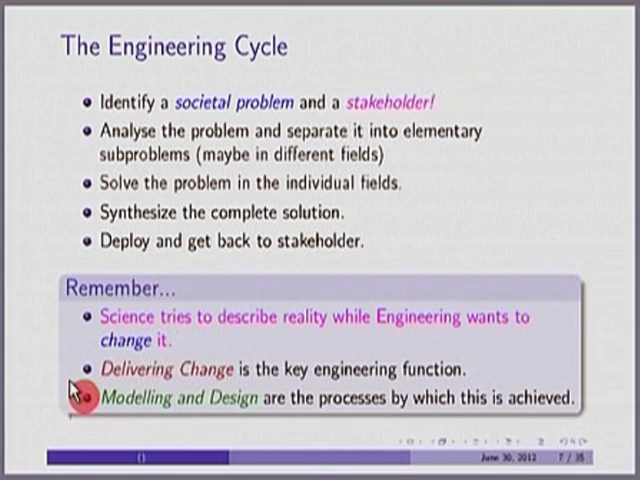 The Engineering Cycle
Identify a societal problem and a stakeholder!
Analyse the problem and separate it into elementary
subproblems (maybe in different fields)
Solve the problem in the individual fields.
Synthesize the complete solution.
Deploy and get back to stakeholder.
Remember...
Science tries to describe reality while Engineering wants to
change it.
Delivering Change is the key engineering function.
Modelling and Design are the processes by which this is achieved.
()
June 30, 2012 7 /